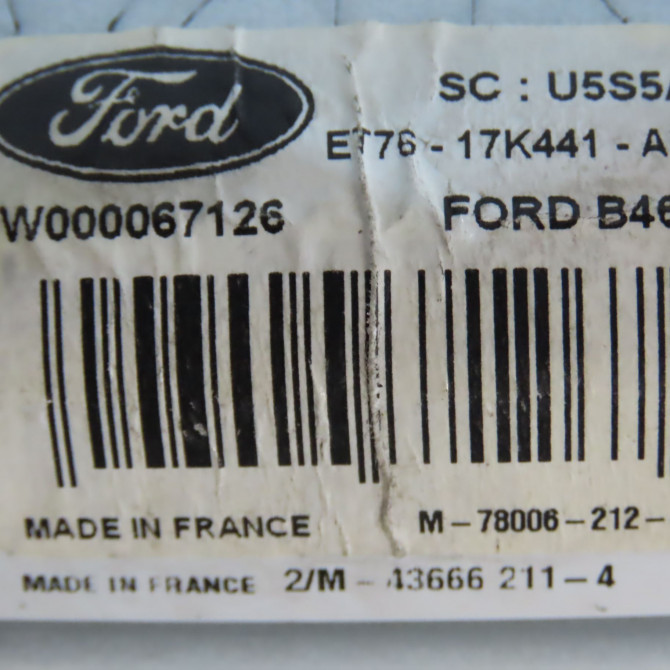 Ford
SC : U5S5A
ET76 - 17K441 - A
W000067126
FORD B46
MADE IN FRANCE
M - 78006 - 212 -
MADE IN FRANCE 2/M - 43666 211 - 4